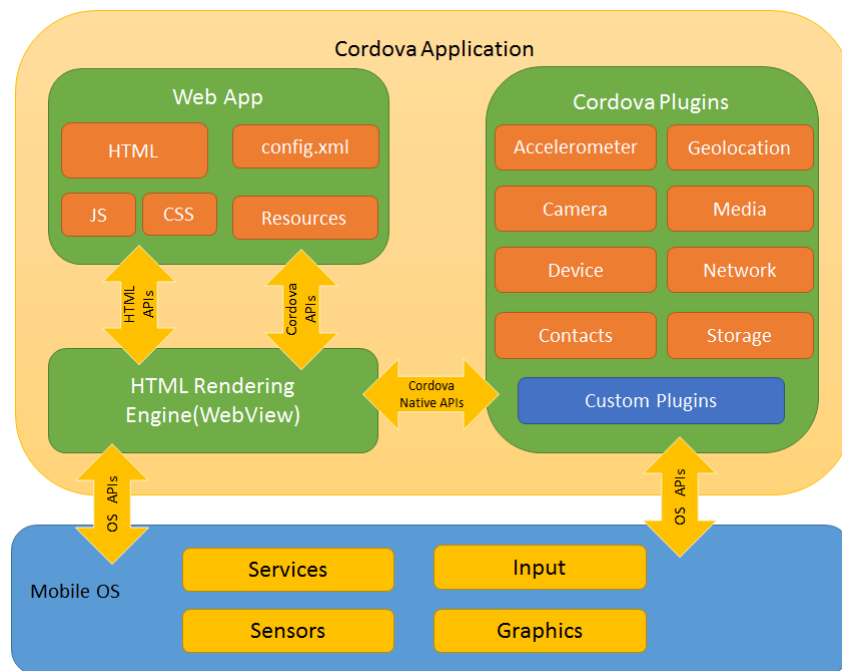 Cordova Application
Web App
HTML
config.xml
JS
CSS
Resources
HTML
APIs
Cordova
APIs
HTML Rendering
Engine(WebView)
Cordova
Native APIs
Cordova Plugins
Accelerometer
Geolocation
Camera
Media
Device
Network
Contacts
Storage
Custom Plugins
OS APIs
OS APIs
Mobile OS
Services
Input
Sensors
Graphics